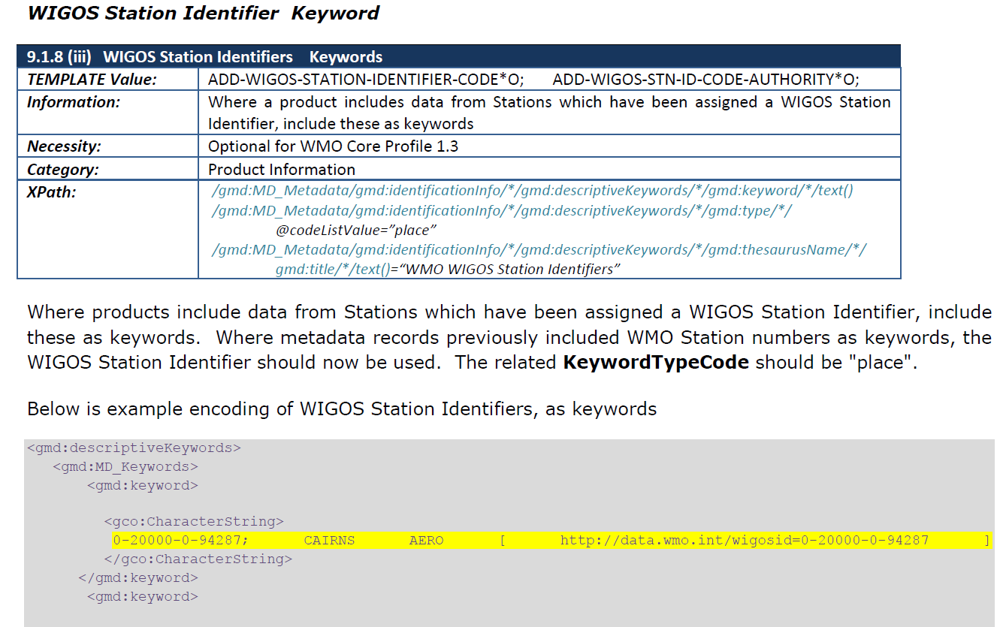 WIGOS Station Identifier Keyword
9.1.8 (iii) WIGOS Station Identifiers Keywords
TEMPLATE Value: ADD-WIGOS-STATION-IDENTIFIER-CODE*O; ADD-WIGOS-STN-ID-CODE-AUTHORITY*O;
Information: Where a product includes data from Stations which have been assigned a WIGOS Station
Identifier, include these as keywords
Necessity: Optional for WMO Core Profile 1.3
Category: Product Information
XPath: /gmd:MD_Metadata/gmd:identificationInfo/*/gmd:descriptiveKeywords/*/gmd:keyword/*/text()
/gmd:MD_Metadata/gmd:identificationInfo/*/gmd:descriptiveKeywords/*/gmd:type/*/
@codeListValue=”place”
/gmd:MD_Metadata/gmd:identificationInfo/*/gmd:descriptiveKeywords/*/gmd:thesaurusName/*/
gmd:title/*/text()=“WMO WIGOS Station Identifiers”
Where products include data from Stations which have been assigned a WIGOS Station Identifier, include
these as keywords. Where metadata records previously included WMO Station numbers as keywords, the
WIGOS Station Identifier should now be used. The related KeywordTypeCode should be "place".
Below is example encoding of WIGOS Station Identifiers, as keywords
<gmd:descriptiveKeywords>
<gmd:MD_Keywords>
<gmd:keyword>
<gco:CharacterString>
0-20000-0-94287; CAIRNS AERO [ http://data.wmo.int/wigosid=0-20000-0-94287 ]
</gco:CharacterString>
</gmd:keyword>
<gmd:keyword>